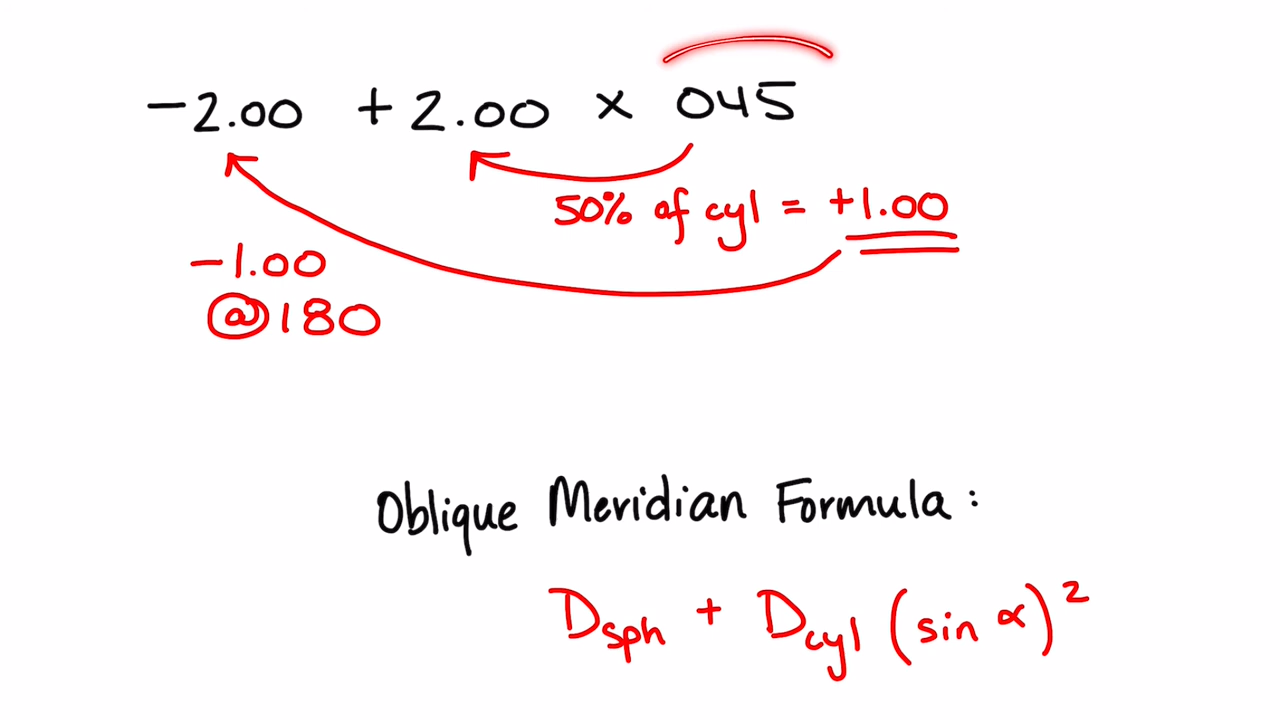 -2.00 +2.00 x 045
50% of cyl = +1.00
-1.00
@180
Oblique Meridian Formula:
Dsph + Dcyl (sin α)²